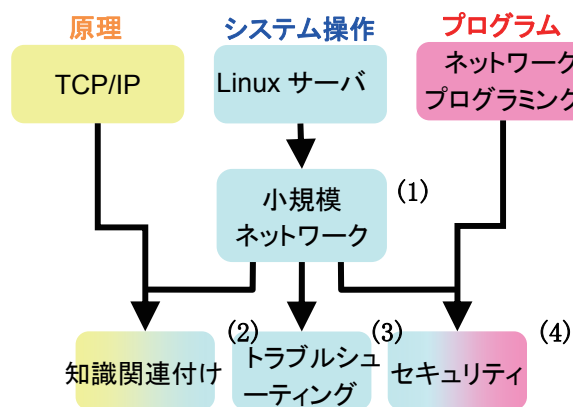 原理
システム操作
プログラム
TCP/IP
Linux サーバ
ネットワーク
プログラミング
小規模
ネットワーク
(1)
知識関連付け
(2)
トラブルシュ
ーティング
(3)
セキュリティ
(4)